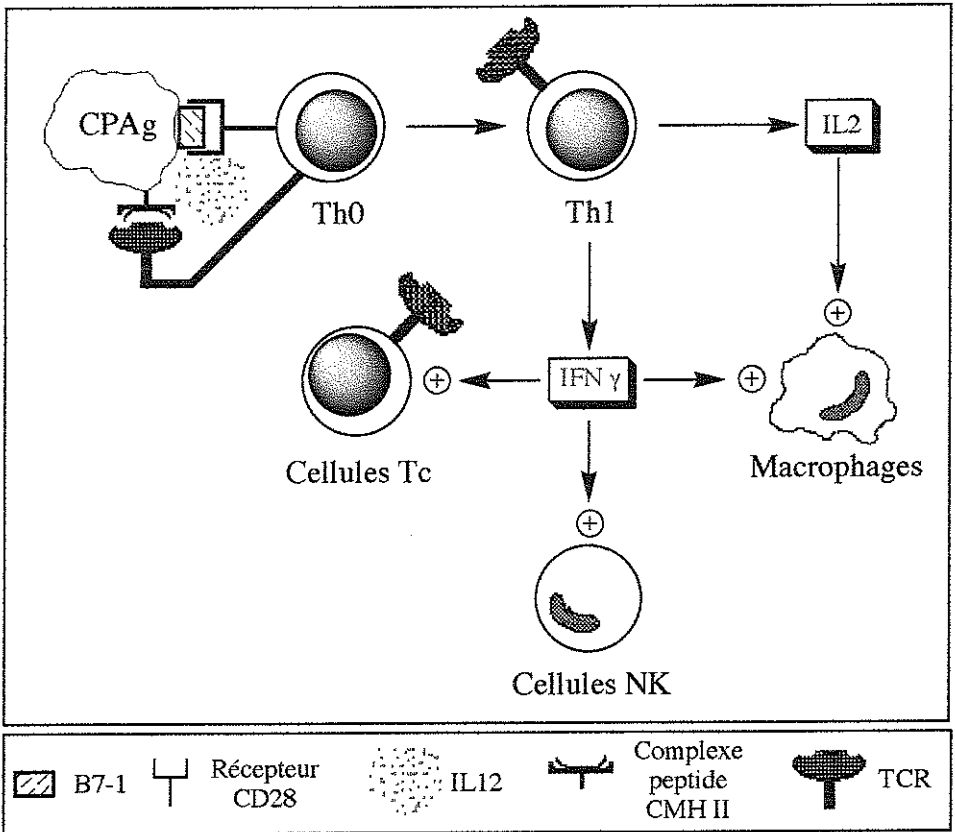 CPAg
Th0
Th1
IL2
IFN γ
Cellules Tc
Macrophages
Cellules NK
B7-1
Récepteur
CD28
IL12
Complexe
peptide
CMH II
TCR